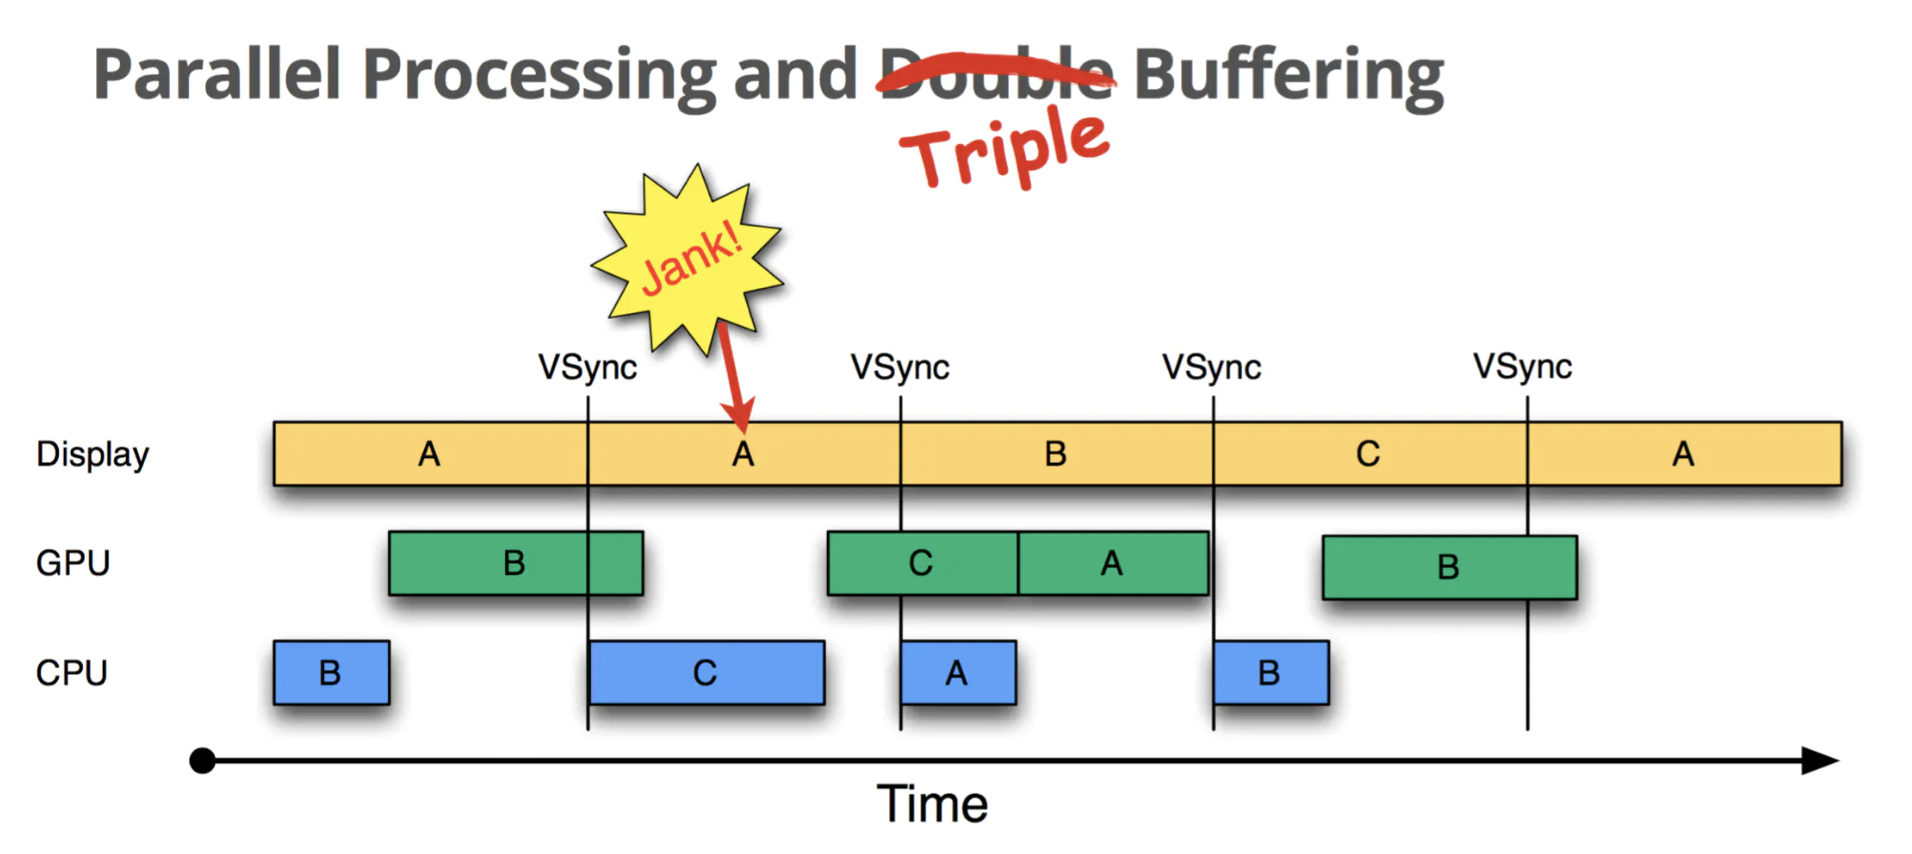 Parallel Processing and Double Buffering
Triple
Jank!
VSync VSync VSync VSync
Display A A B C A
GPU B C A B
CPU B C A B
Time